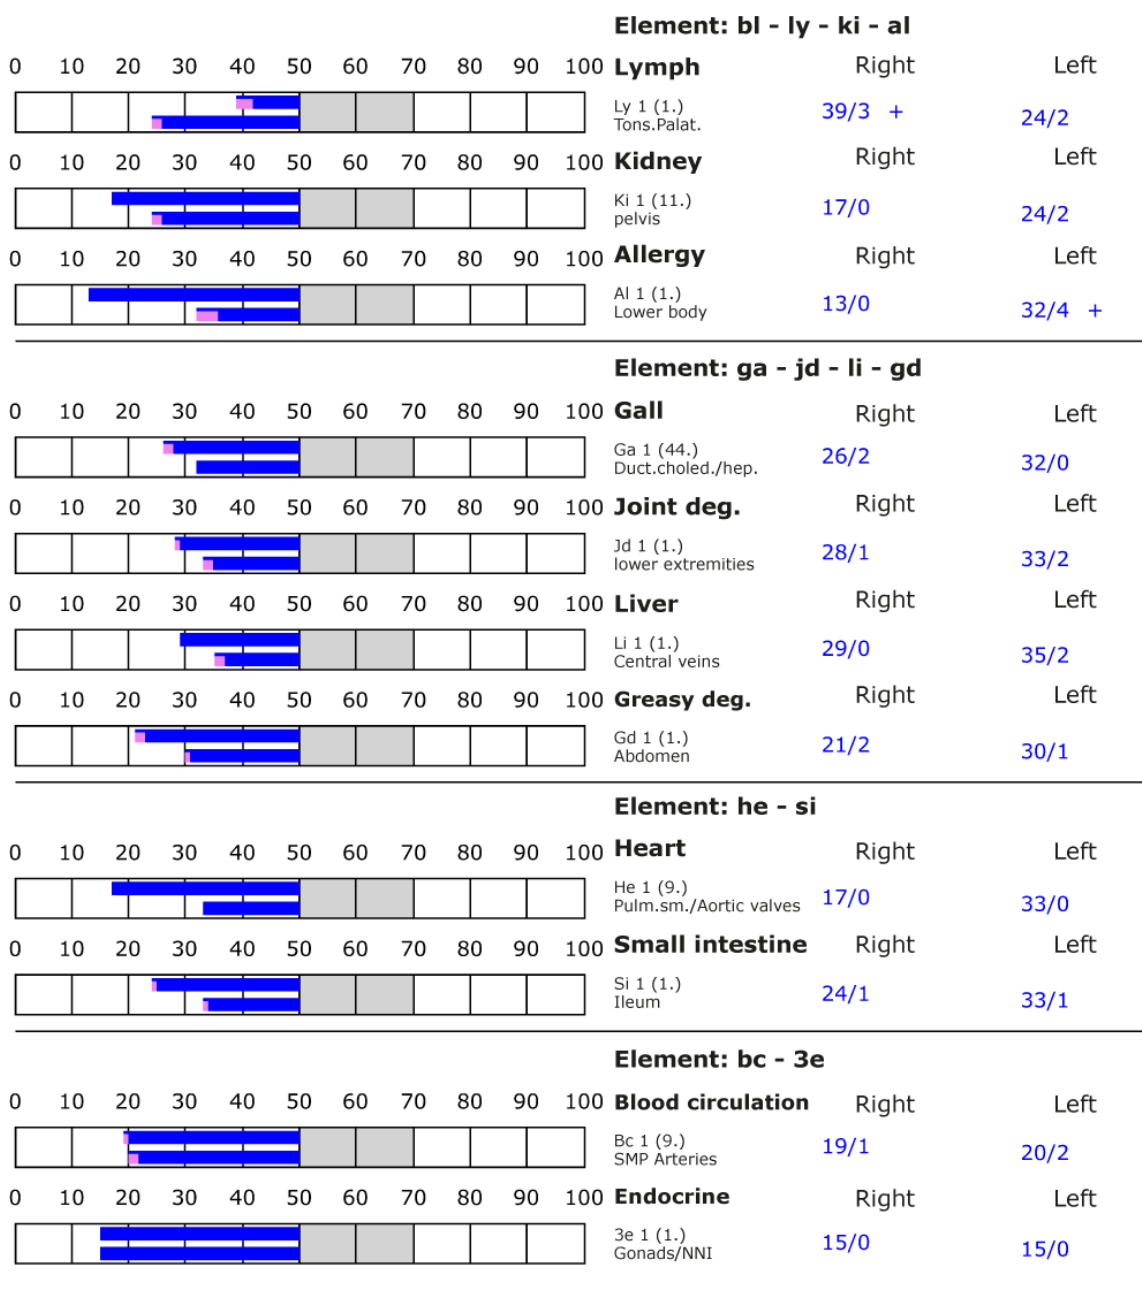 Element: bl - ly - ki - al
0 10 20 30 40 50 60 70 80 90 100 Lymph Right Left
Ly 1 (1.)
Tons.Palat.
39/3 + 24/2
0 10 20 30 40 50 60 70 80 90 100 Kidney Right Left
Ki 1 (11.)
pelvis
17/0 24/2
0 10 20 30 40 50 60 70 80 90 100 Allergy Right Left
Al 1 (1.)
Lower body
13/0 32/4 +
Element: ga - jd - li - gd
0 10 20 30 40 50 60 70 80 90 100 Gall Right Left
Ga 1 (44.)
Duct.choled./hep.
26/2 32/0
0 10 20 30 40 50 60 70 80 90 100 Joint deg. Right Left
Jd 1 (1.)
lower extremities
28/1 33/2
0 10 20 30 40 50 60 70 80 90 100 Liver Right Left
Li 1 (1.)
Central veins
29/0 35/2
0 10 20 30 40 50 60 70 80 90 100 Greasy deg. Right Left
Gd 1 (1.)
Abdomen
21/2 30/1
Element: he - si
0 10 20 30 40 50 60 70 80 90 100 Heart Right Left
He 1 (9.)
Pulm.sm./Aortic valves
17/0 33/0
0 10 20 30 40 50 60 70 80 90 100 Small intestine Right Left
Si 1 (1.)
Ileum
24/1 33/1
Element: bc - 3e
0 10 20 30 40 50 60 70 80 90 100 Blood circulation Right Left
Bc 1 (9.)
SMP Arteries
19/1 20/2
0 10 20 30 40 50 60 70 80 90 100 Endocrine Right Left
3e 1 (1.)
Gonads/NNI
15/0 15/0